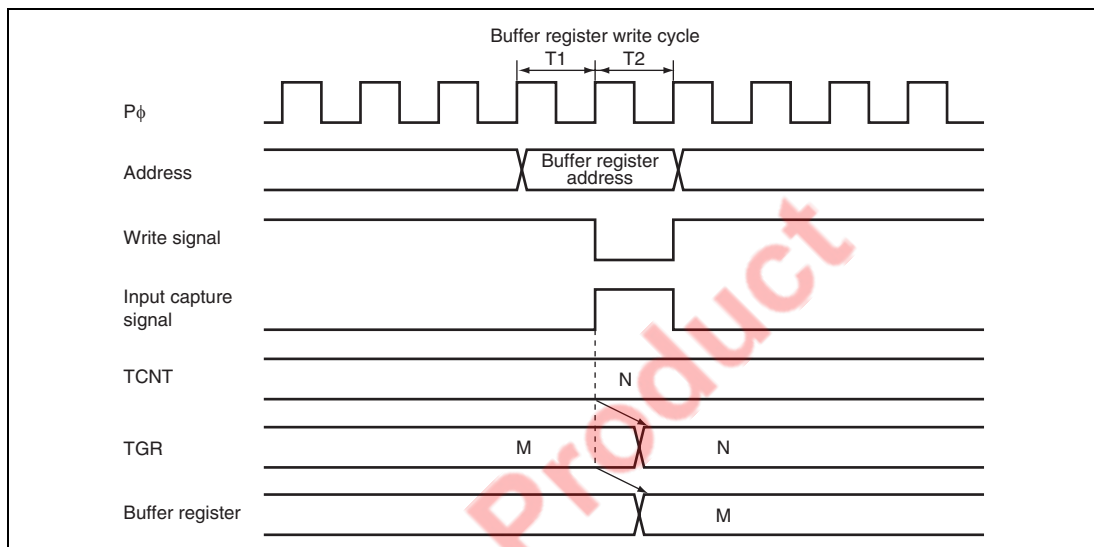 Buffer register write cycle
T1 T2
Pϕ
Address
Buffer register
address
Write signal
Input capture
signal
TCNT
N
TGR
M N
Buffer register
M
Product